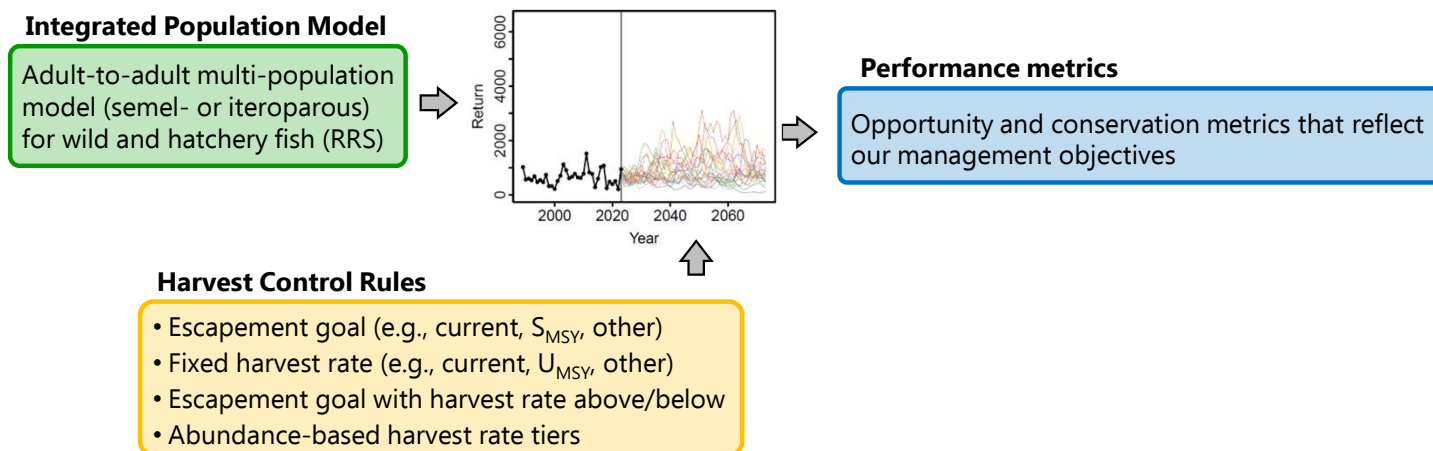 Integrated Population Model
Adult-to-adult multi-population
model (semel- or iteroparous)
for wild and hatchery fish (RRS)
Return
6000
4000
2000
0
2000
2020
2040
2060
Year
Performance metrics
Opportunity and conservation metrics that reflect
our management objectives
Harvest Control Rules
• Escapement goal (e.g., current, SMSY, other)
• Fixed harvest rate (e.g., current, UMSY, other)
• Escapement goal with harvest rate above/below
• Abundance-based harvest rate tiers